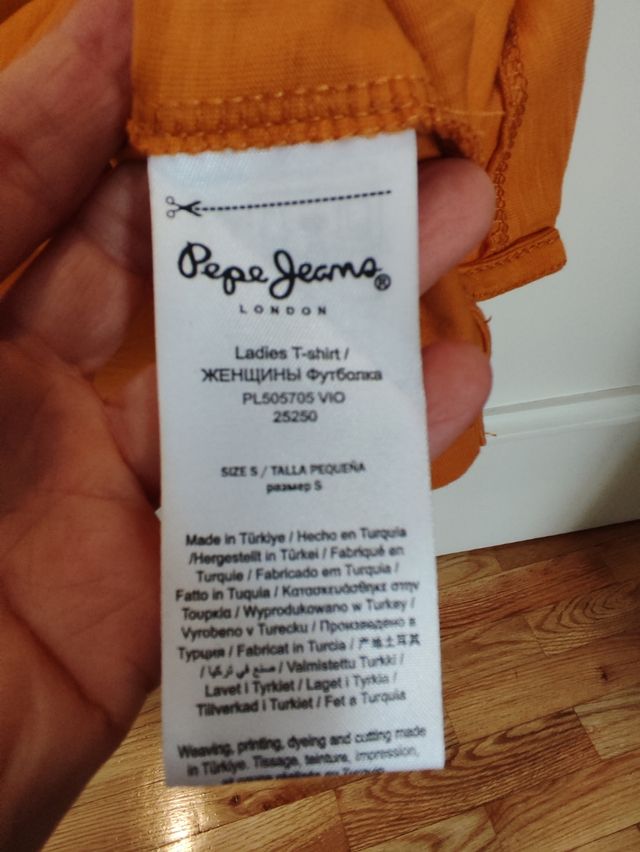 Pepe Jeans®
LONDON
Ladies T-shirt /
ЖЕНЩИНЫ Футболка
PL505705 VIO
25250
SIZE S / TALLA PEQUEÑA
размер S
Made in Türkiye / Hecho en Turquia
/Hergestellt in Türkei / Fabriqué en
Turquie / Fabricado em Turquia /
Fatto in Tuquia / Κατασκευάσθηκε στην
Τουρκία / Wyprodukowano w Turkey /
Vyrobeno v Turecku / Произведено в
Турция / Fabricat in Turcia / 产地土耳其
/ صنع في تركيا / Valmistettu Turkki /
Lavet i Tyrkiet / Laget i Tyrkia /
Tillverkad i Turkiet / Fet a Turquia
Weaving, printing, dyeing and cutting made
in Türkiye. Tissage, teinture, impression,